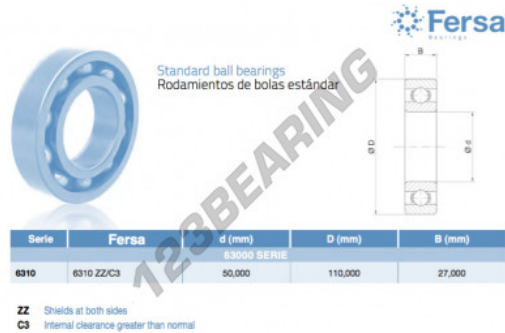 Fersa
Bearings
Standard ball bearings
Rodamientos de bolas estándar
B
Ø D
Ø d
123BEARING
Serie Fersa d (mm) D (mm) B (mm)
63000 SERIE
6310 6310 ZZ/C3 50,000 110,000 27,000
ZZ Shields at both sides
C3 Internal clearance greater than normal